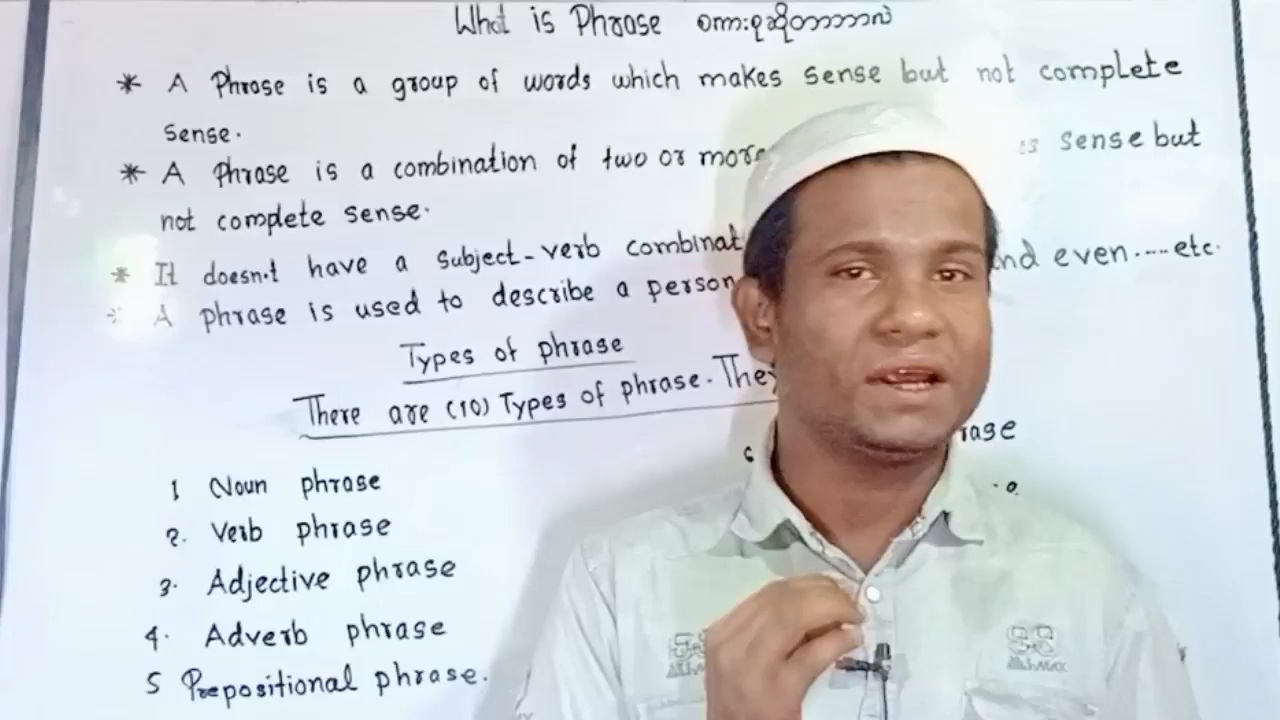 What is Phrase စကားစုဆိုတာဘာလဲ
* A Phrase is a group of words which makes sense but not complete
sense.
* A Phrase is a combination of two or more sense but
not complete sense.
* It doesn't have a subject-verb
* A phrase is used to describe a person and even....etc.
Types of phrase
There are (10) Types of phrase. They
1 Noun phrase
2. Verb phrase
3. Adjective phrase
4. Adverb phrase
5 Prepositional phrase.